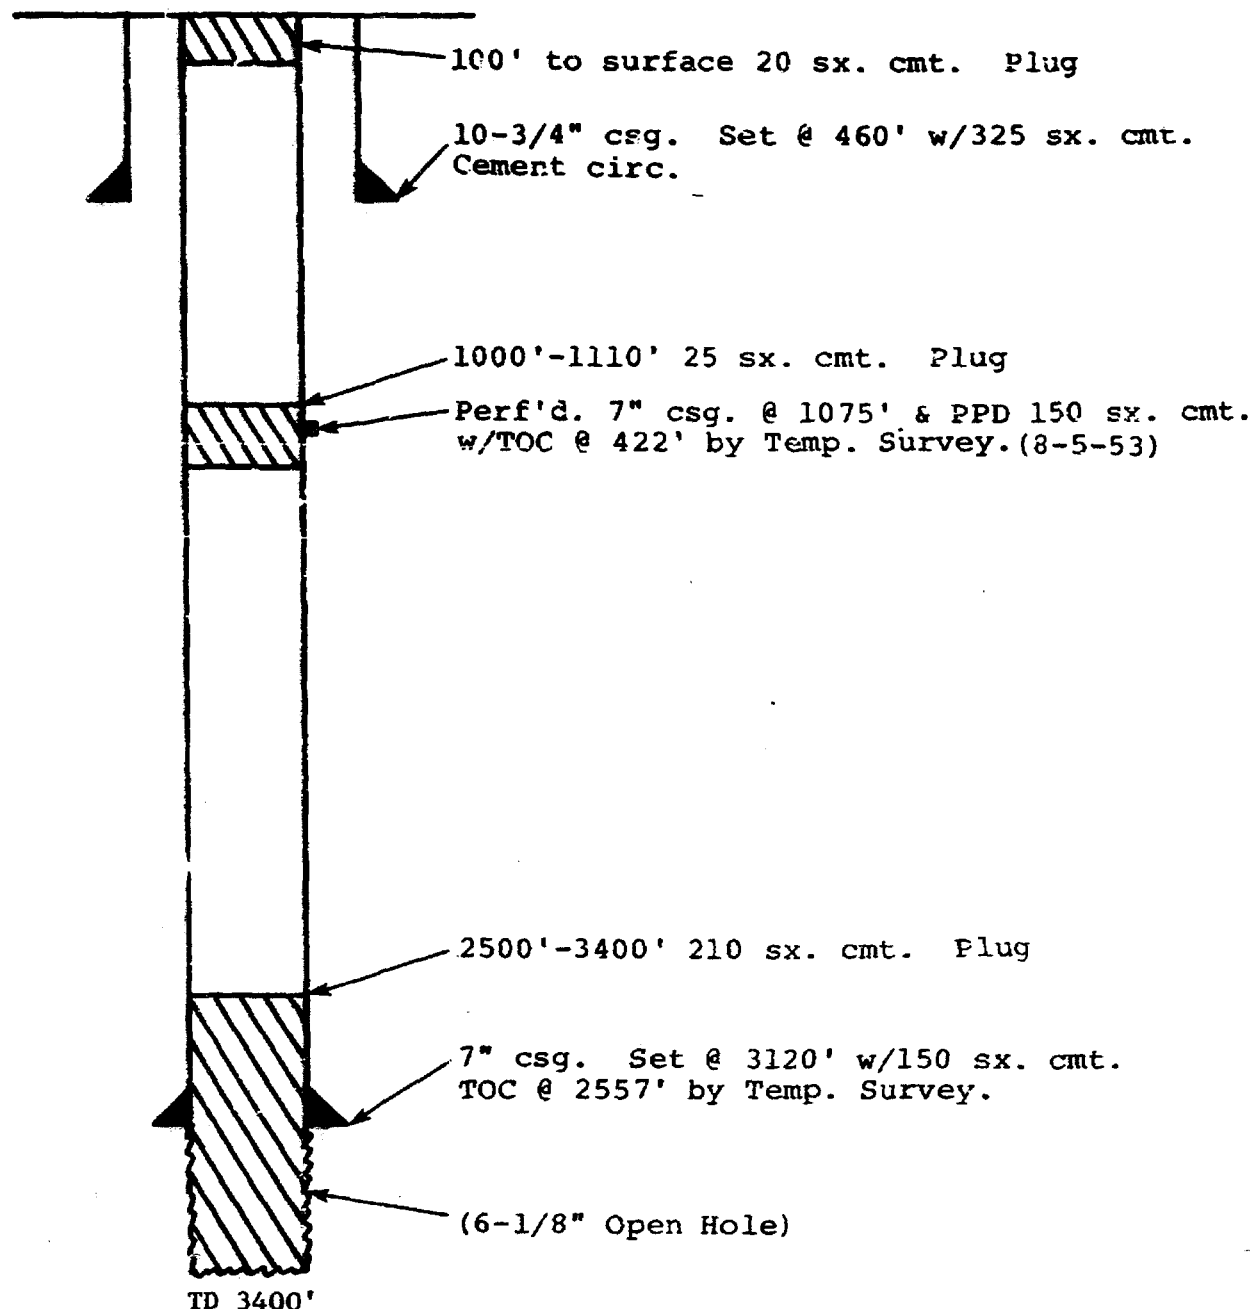 100' to surface 20 sx. cmt. Plug
10-3/4" csg. Set @ 460' w/325 sx. cmt.
Cement circ.
1000'-1110' 25 sx. cmt. Plug
Perf'd. 7" csg. @ 1075' & PPD 150 sx. cmt.
w/TOC @ 422' by Temp. Survey. (8-5-53)
2500'-3400' 210 sx. cmt. Plug
7" csg. Set @ 3120' w/150 sx. cmt.
TOC @ 2557' by Temp. Survey.
(6-1/8" Open Hole)
TD 3400'